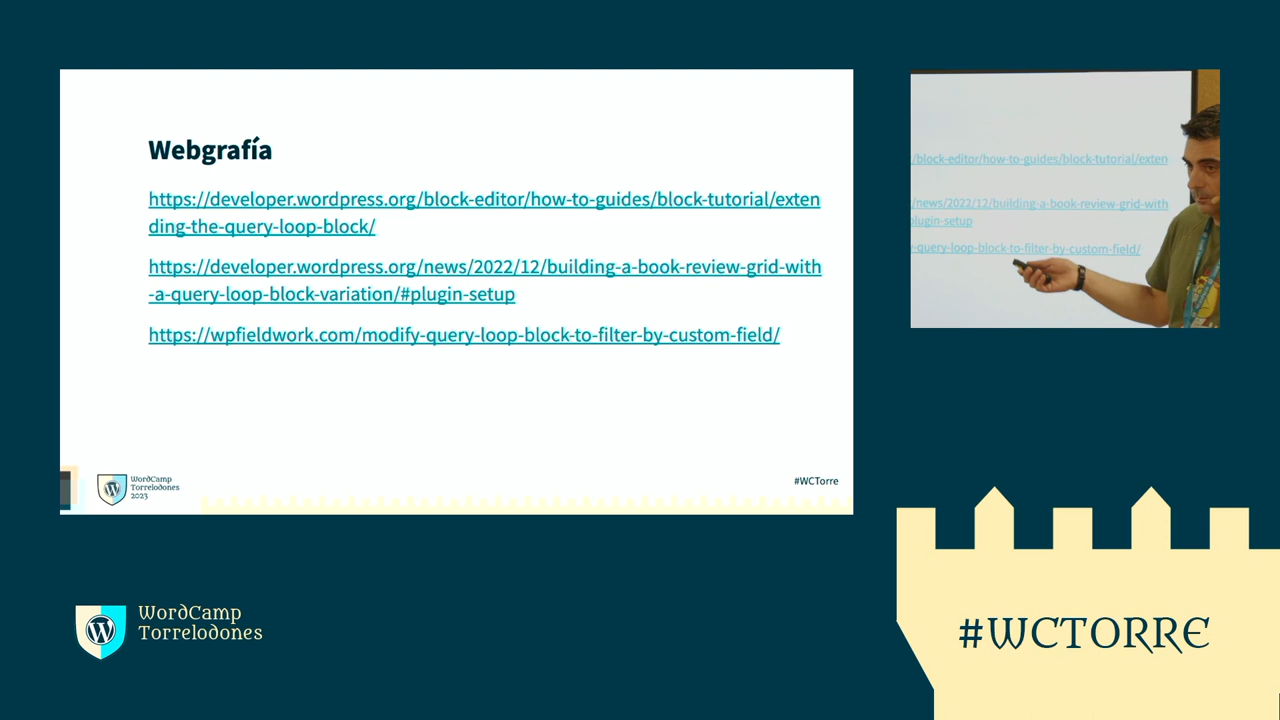 Webgrafía
https://developer.wordpress.org/block-editor/how-to-guides/block-tutorial/exten
ding-the-query-loop-block/
https://developer.wordpress.org/news/2022/12/building-a-book-review-grid-with
-a-query-loop-block-variation/#plugin-setup
https://wpfieldwork.com/modify-query-loop-block-to-filter-by-custom-field/
WordCamp
Torrelodones
2023
#WCTorre
/block-editor/how-to-guides/block-tutorial/exten
/news/2022/12/building-a-book-review-grid-with
plugin-setup
-query-loop-block-to-filter-by-custom-field/
WordCamp
Torrelodones
#WCTORRE